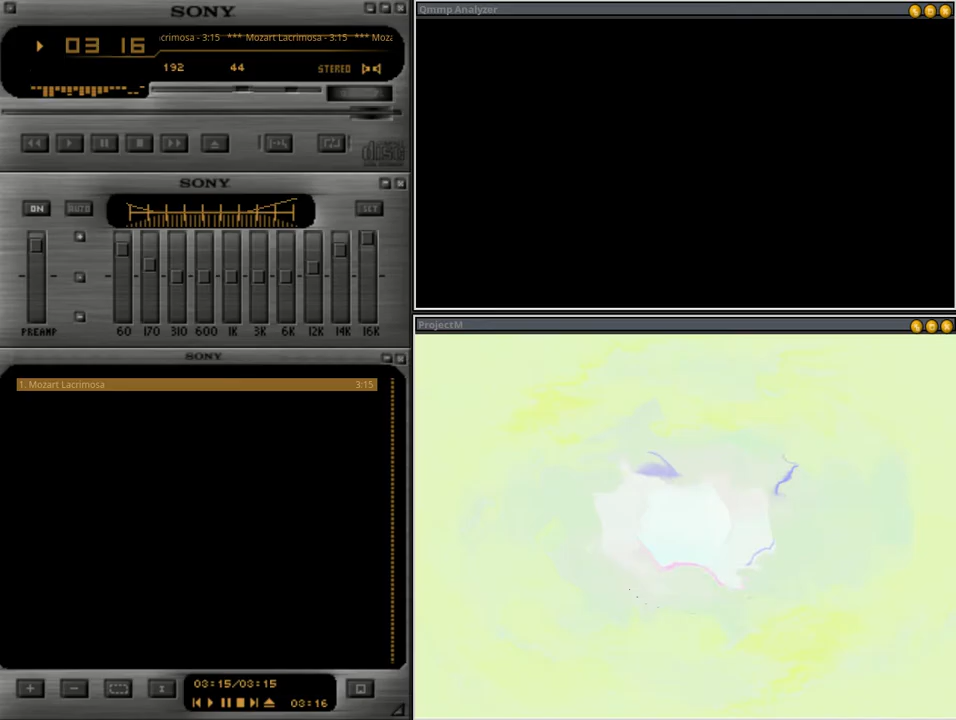 SONY
03 16
crimosa - 3:15 *** Mozart Lacrimosa - 3:15 *** Moza
192 44 STEREO
SONY
ON AUTO SET
PREAMP 60 170 310 600 1K 3K 6K 12K 14K 16K
SONY
1. Mozart Lacrimosa 3:15
03:15/03:15
03:16
Qmmp Analyzer
ProjectM